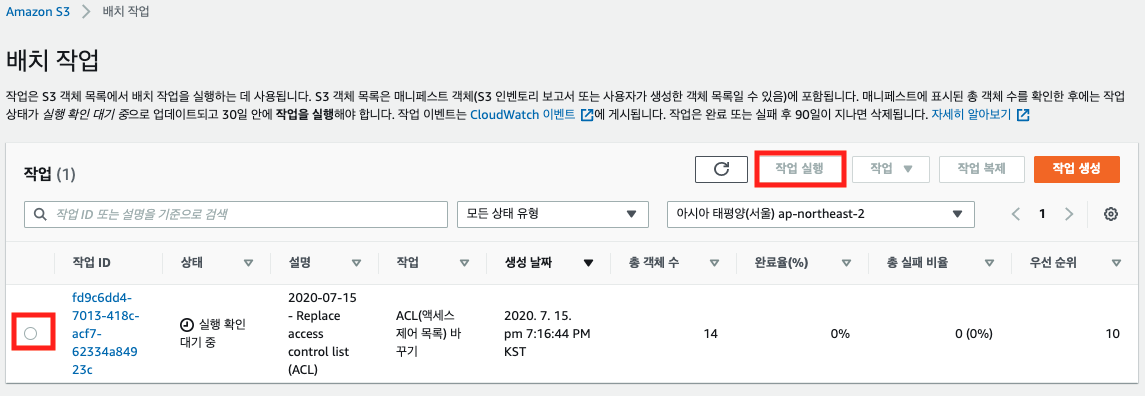 Amazon S3 > 배치 작업
배치 작업
작업은 S3 객체 목록에서 배치 작업을 실행하는 데 사용됩니다. S3 객체 목록은 매니페스트 객체(S3 인벤토리 보고서 또는 사용자가 생성한 객체 목록일 수 있음)에 포함됩니다. 매니페스트에 표시된 총 객체 수를 확인한 후에는 작업
상태가 실행 확인 대기 중으로 업데이트되고 30일 안에 작업을 실행해야 합니다. 작업 이벤트는 CloudWatch 이벤트 에 게시됩니다. 작업은 완료 또는 실패 후 90일이 지나면 삭제됩니다. 자세히 알아보기
작업 (1) 작업 실행 작업 작업 복제 작업 생성
작업 ID 또는 설명을 기준으로 검색 모든 상태 유형 아시아 태평양(서울) ap-northeast-2 1
작업 ID 상태 설명 작업 생성 날짜 총 객체 수 완료율(%) 총 실패 비율 우선 순위
fd9c6dd4-
7013-418c-
acf7-
62334a849
23c
실행 확인
대기 중
2020-07-15
- Replace
access
control list
(ACL)
ACL(액세스
제어 목록) 바
꾸기
2020. 7. 15.
pm 7:16:44 PM
KST
14
0%
0 (0%)
10